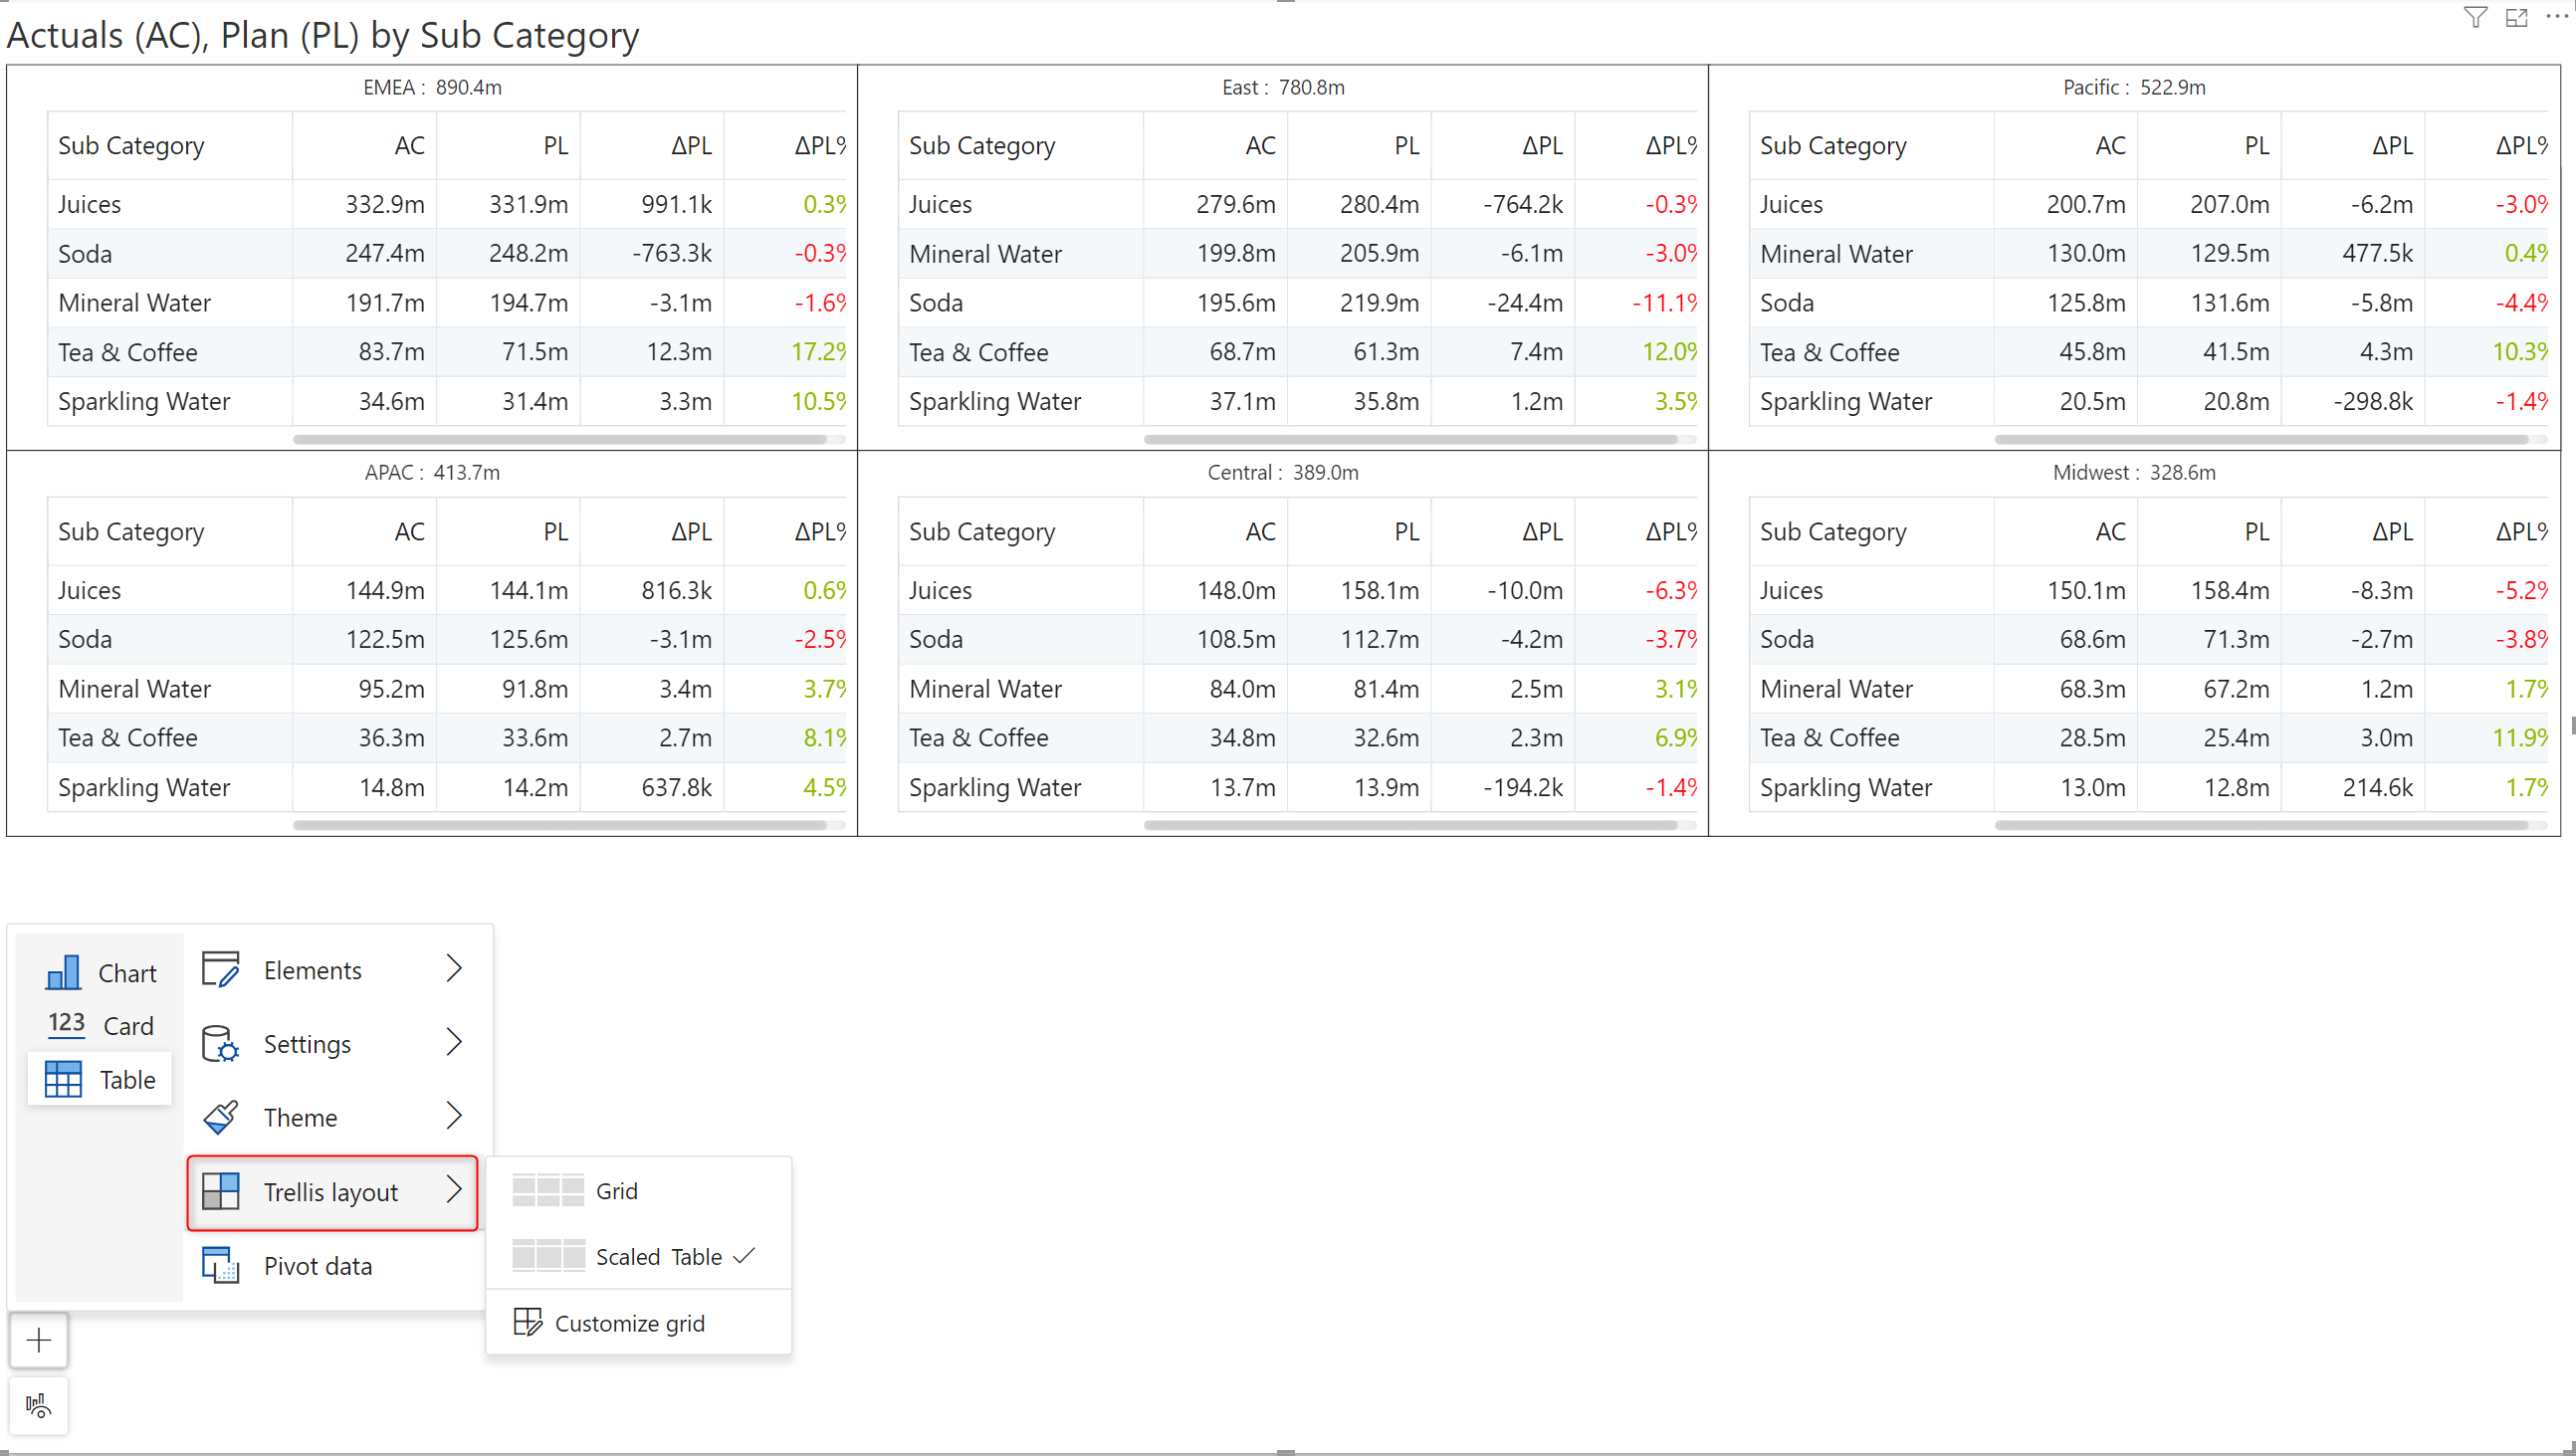 Actuals (AC), Plan (PL) by Sub Category
EMEA : 890.4m
Sub Category AC PL ΔPL ΔPL%
Juices 332.9m 331.9m 991.1k 0.3%
Soda 247.4m 248.2m -763.3k -0.3%
Mineral Water 191.7m 194.7m -3.1m -1.6%
Tea & Coffee 83.7m 71.5m 12.3m 17.2%
Sparkling Water 34.6m 31.4m 3.3m 10.5%
East : 780.8m
Sub Category AC PL ΔPL ΔPL%
Juices 279.6m 280.4m -764.2k -0.3%
Mineral Water 199.8m 205.9m -6.1m -3.0%
Soda 195.6m 219.9m -24.4m -11.1%
Tea & Coffee 68.7m 61.3m 7.4m 12.0%
Sparkling Water 37.1m 35.8m 1.2m 3.5%
Pacific : 522.9m
Sub Category AC PL ΔPL ΔPL%
Juices 200.7m 207.0m -6.2m -3.0%
Mineral Water 130.0m 129.5m 477.5k 0.4%
Soda 125.8m 131.6m -5.8m -4.4%
Tea & Coffee 45.8m 41.5m 4.3m 10.3%
Sparkling Water 20.5m 20.8m -298.8k -1.4%
APAC : 413.7m
Sub Category AC PL ΔPL ΔPL%
Juices 144.9m 144.1m 816.3k 0.6%
Soda 122.5m 125.6m -3.1m -2.5%
Mineral Water 95.2m 91.8m 3.4m 3.7%
Tea & Coffee 36.3m 33.6m 2.7m 8.1%
Sparkling Water 14.8m 14.2m 637.8k 4.5%
Central : 389.0m
Sub Category AC PL ΔPL ΔPL%
Juices 148.0m 158.1m -10.0m -6.3%
Soda 108.5m 112.7m -4.2m -3.7%
Mineral Water 84.0m 81.4m 2.5m 3.1%
Tea & Coffee 34.8m 32.6m 2.3m 6.9%
Sparkling Water 13.7m 13.9m -194.2k -1.4%
Midwest : 328.6m
Sub Category AC PL ΔPL ΔPL%
Juices 150.1m 158.4m -8.3m -5.2%
Soda 68.6m 71.3m -2.7m -3.8%
Mineral Water 68.3m 67.2m 1.2m 1.7%
Tea & Coffee 28.5m 25.4m 3.0m 11.9%
Sparkling Water 13.0m 12.8m 214.6k 1.7%
Chart
123 Card
Table
Elements
Settings
Theme
Trellis layout
Pivot data
Grid
Scaled Table
Customize grid